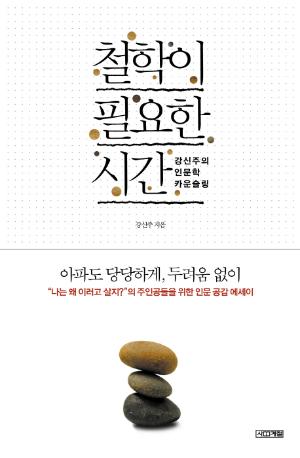 철학이
필요한
시간
강신주의
인문학
카운슬링
강신주 지음
아파도 당당하게, 두려움 없이
“나는 왜 이러고 살지?”의 주인공들을 위한 인문 공감 에세이
사계절